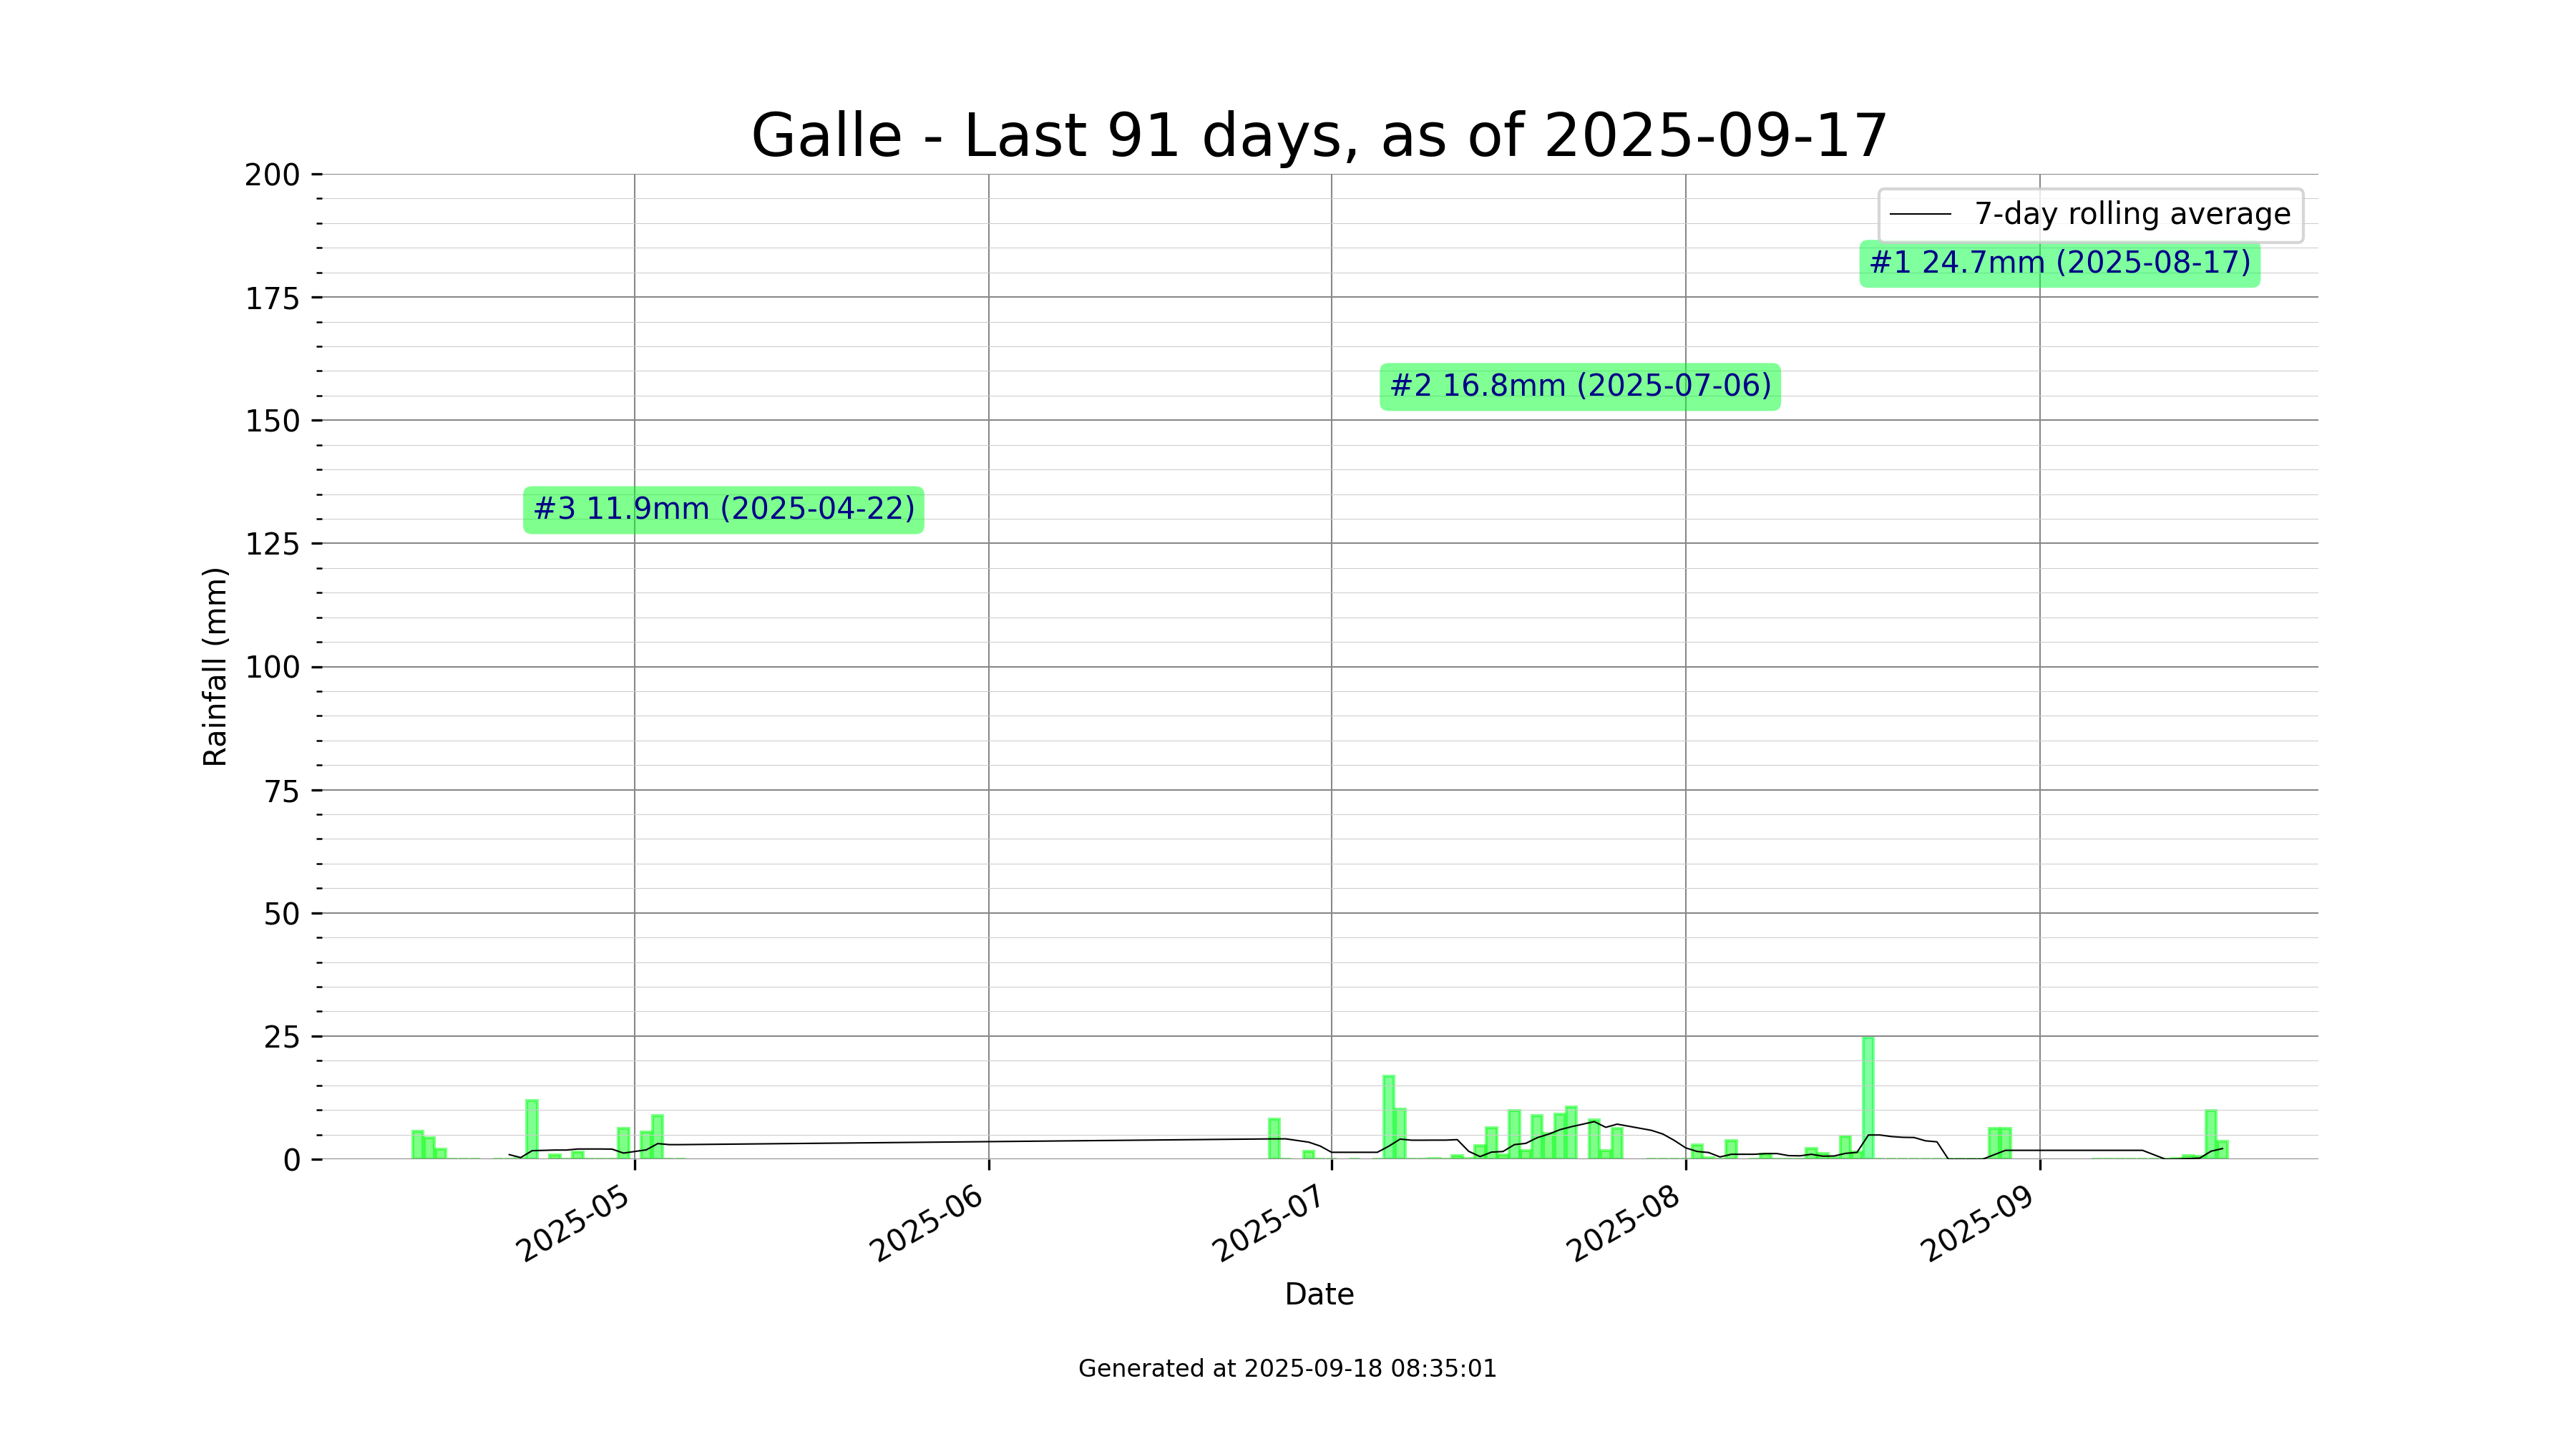 Galle - Last 91 days, as of 2025-09-17
200
175
150
125
100
75
50
25
0
Rainfall (mm)
7-day rolling average
#1 24.7mm (2025-08-17)
#2 16.8mm (2025-07-06)
#3 11.9mm (2025-04-22)
2025-05
2025-06
2025-07
2025-08
2025-09
Date
Generated at 2025-09-18 08:35:01